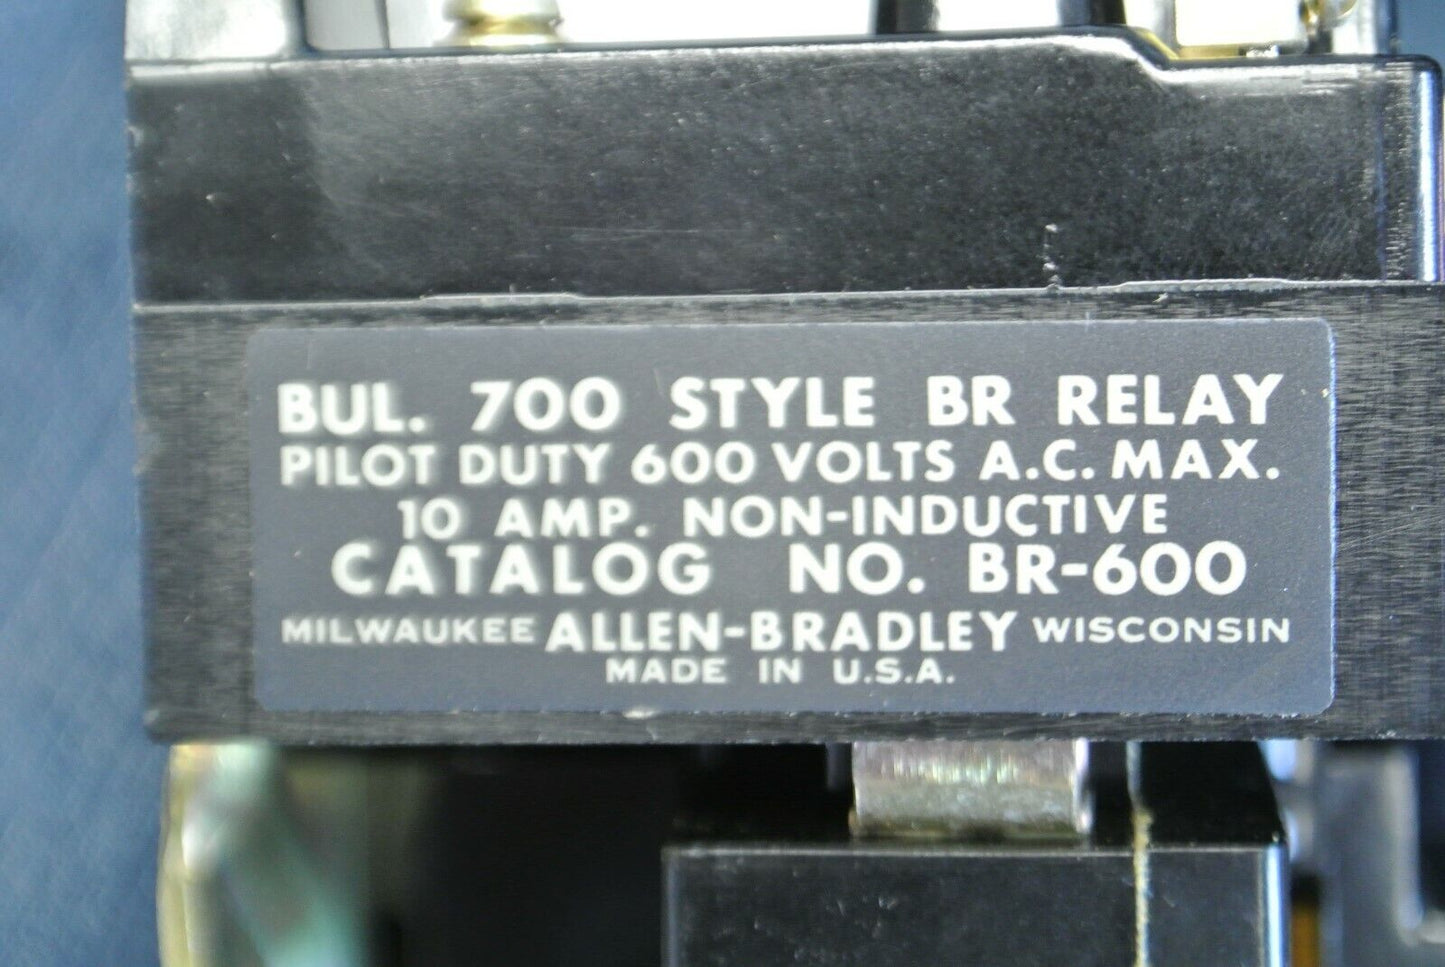 BUL. 700 STYLE BR RELAY
PILOT DUTY 600 VOLTS A.C. MAX.
10 AMP. NON-INDUCTIVE
CATALOG NO. BR-600
MILWAUKEE ALLEN-BRADLEY WISCONSIN
MADE IN U.S.A.